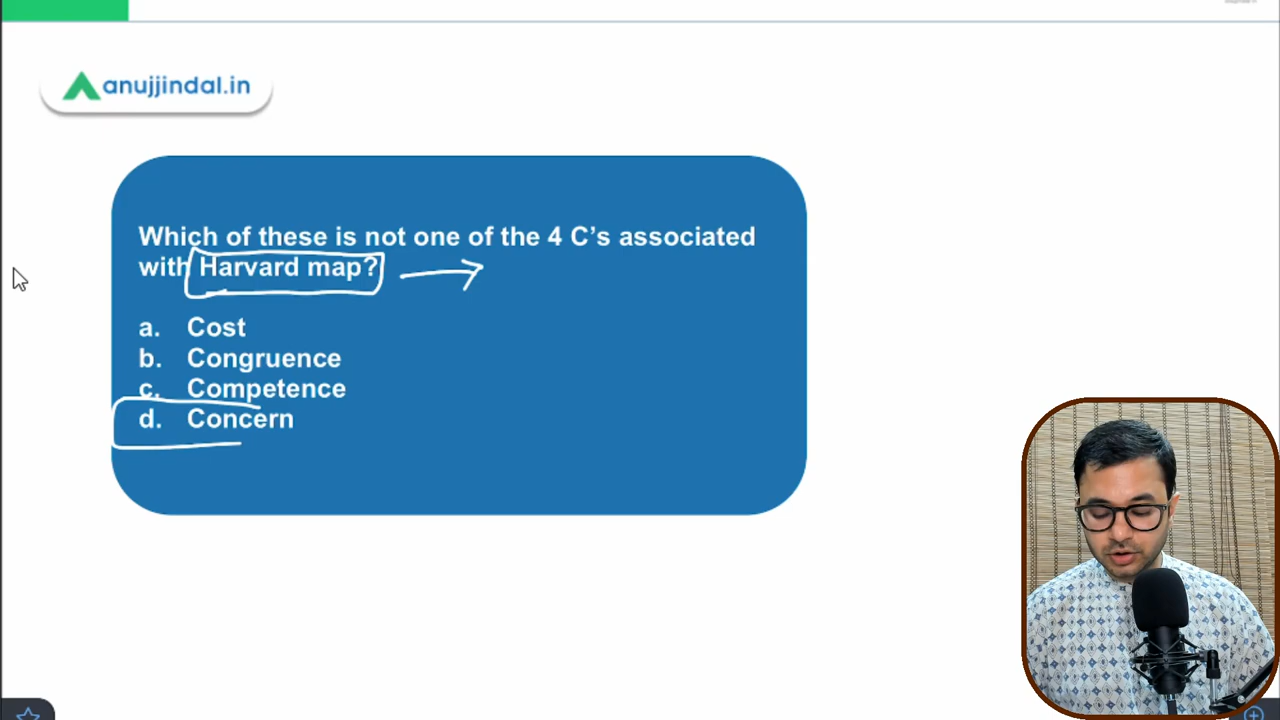 anujjindal.in
Which of these is not one of the 4 C's associated
with Harvard map?
a. Cost
b. Congruence
c. Competence
d. Concern